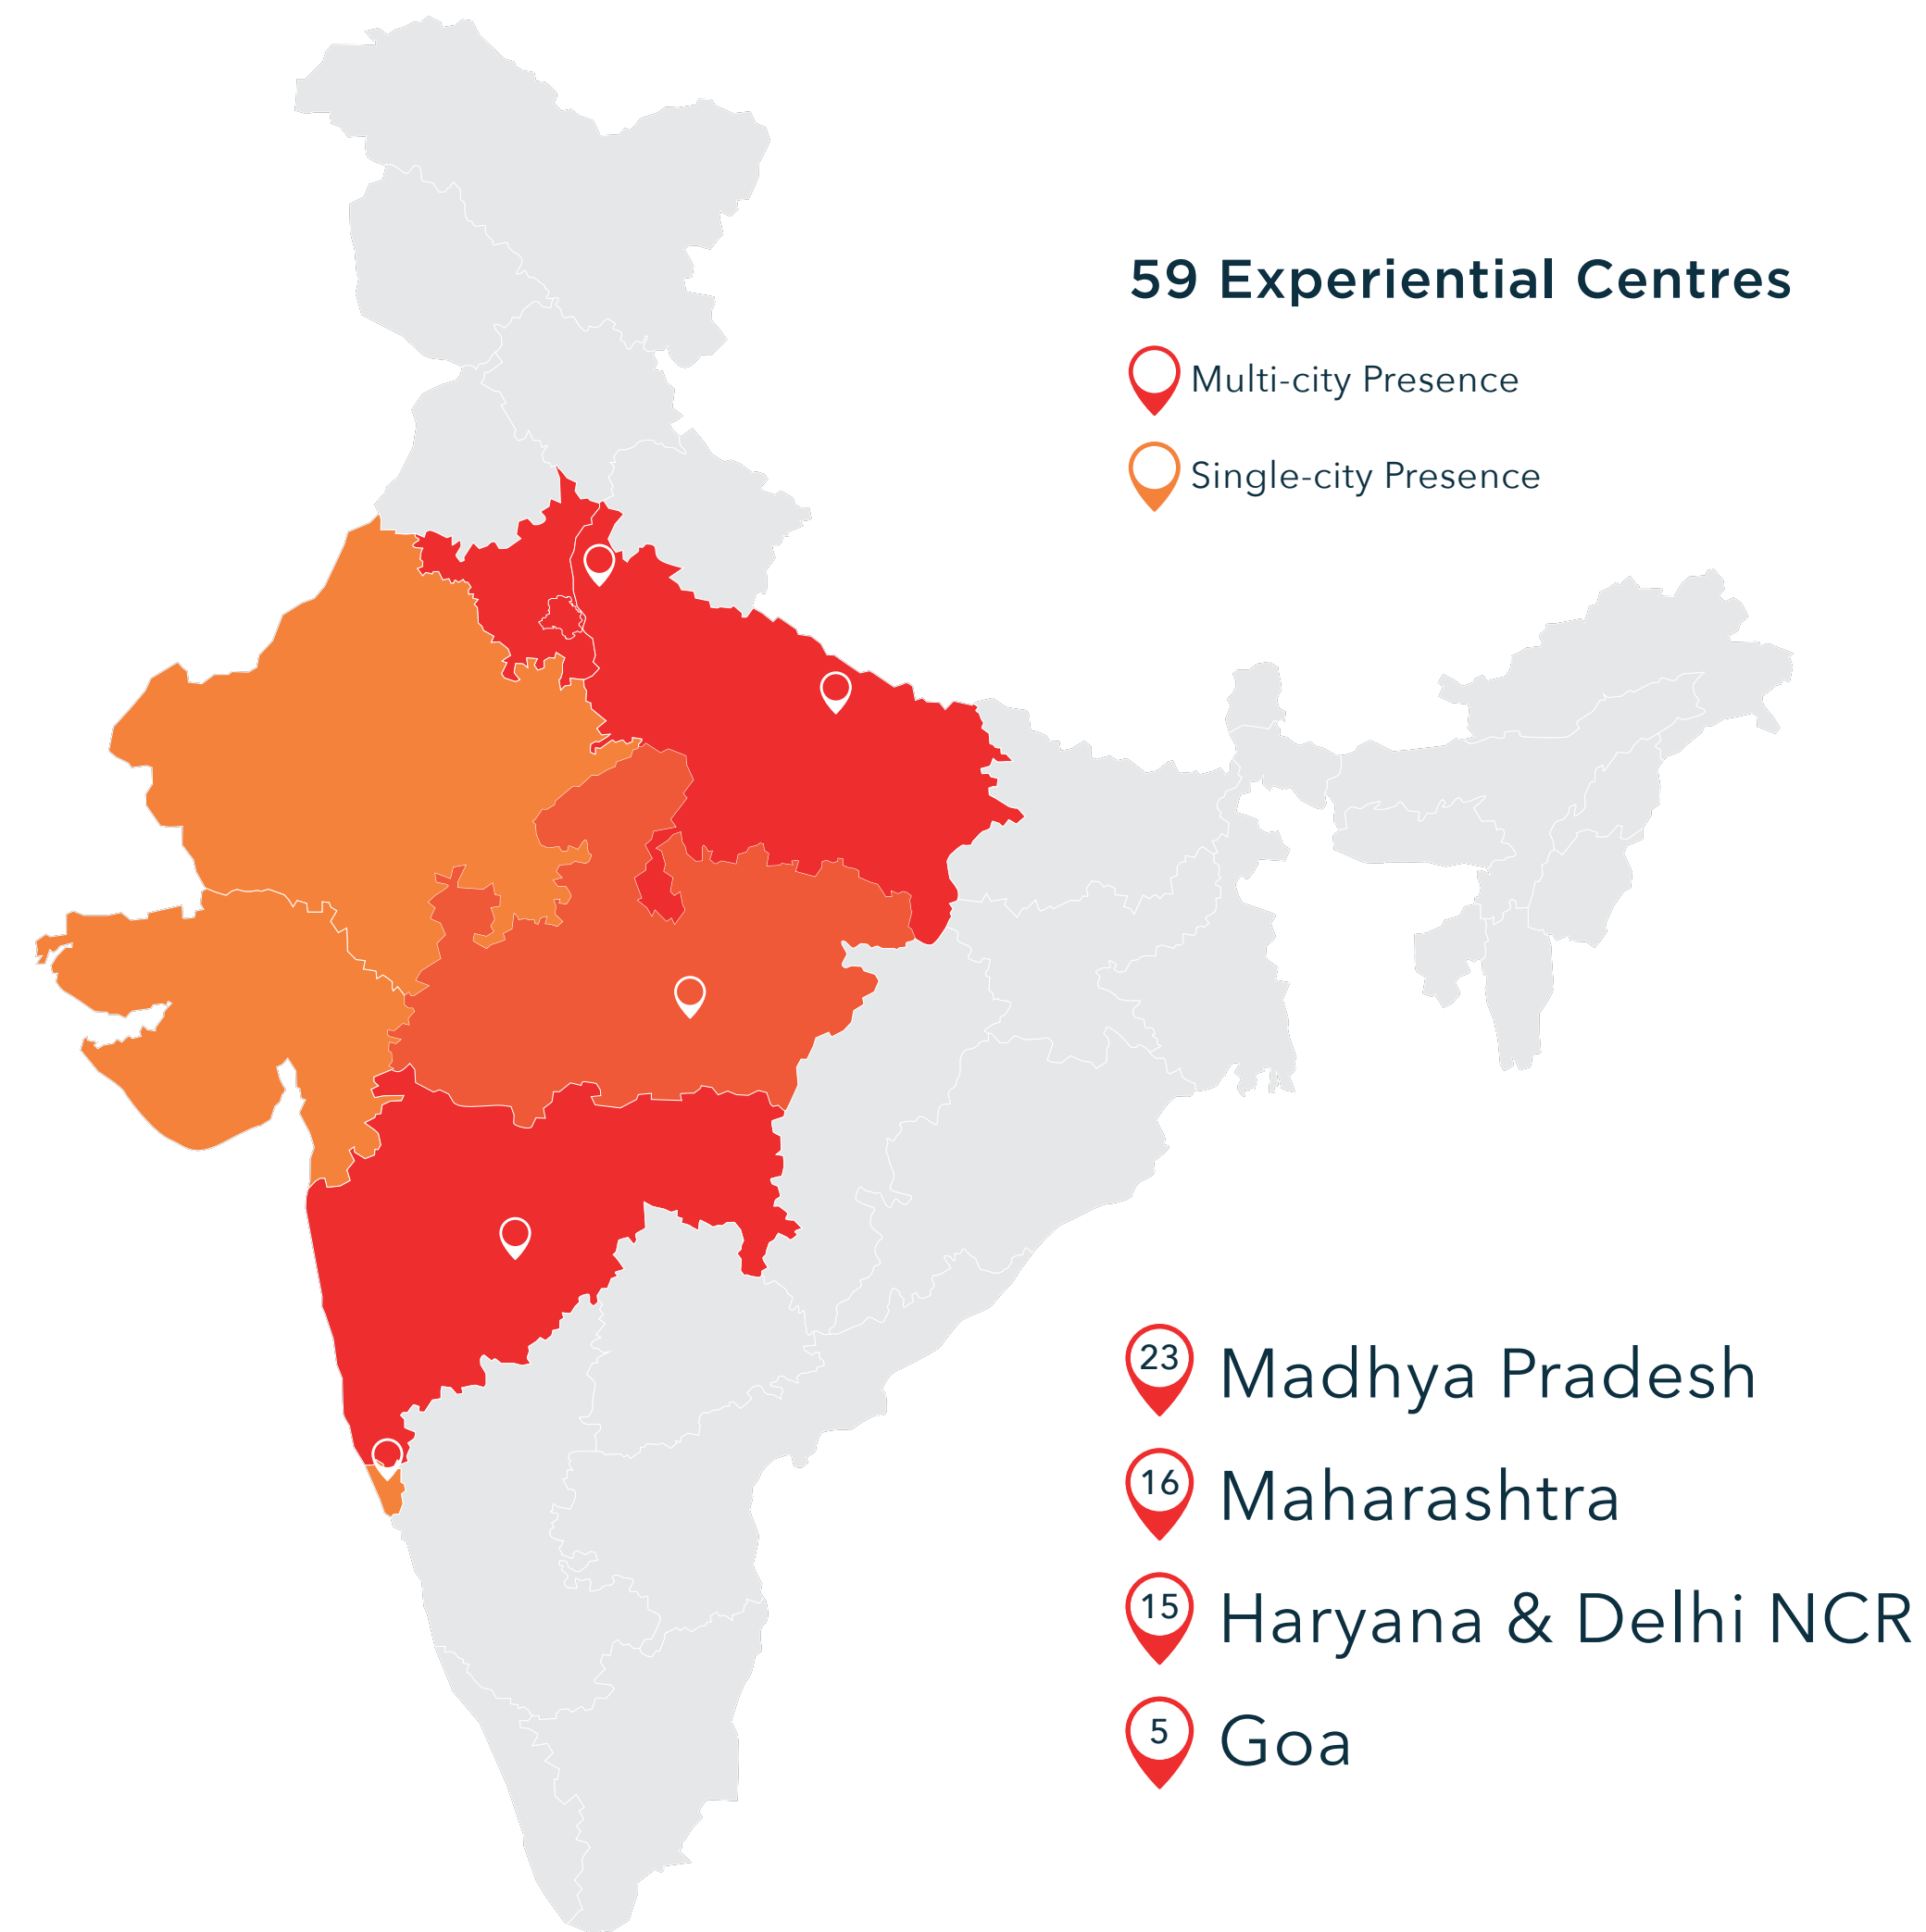 59 Experiential Centres
Multi-city Presence
Single-city Presence
23 Madhya Pradesh
16 Maharashtra
15 Haryana & Delhi NCR
5 Goa